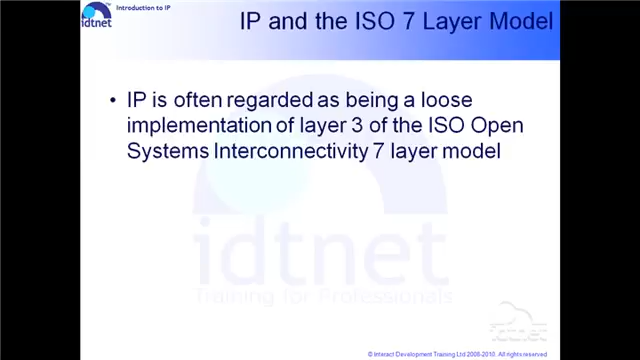 Introduction to IP
idtnet
IP and the ISO 7 Layer Model
• IP is often regarded as being a loose
implementation of layer 3 of the ISO Open
Systems Interconnectivity 7 layer model
idtnet
Training for Professionals
idtnet
© Interact Development Training Ltd 2008-2010. All rights reserved